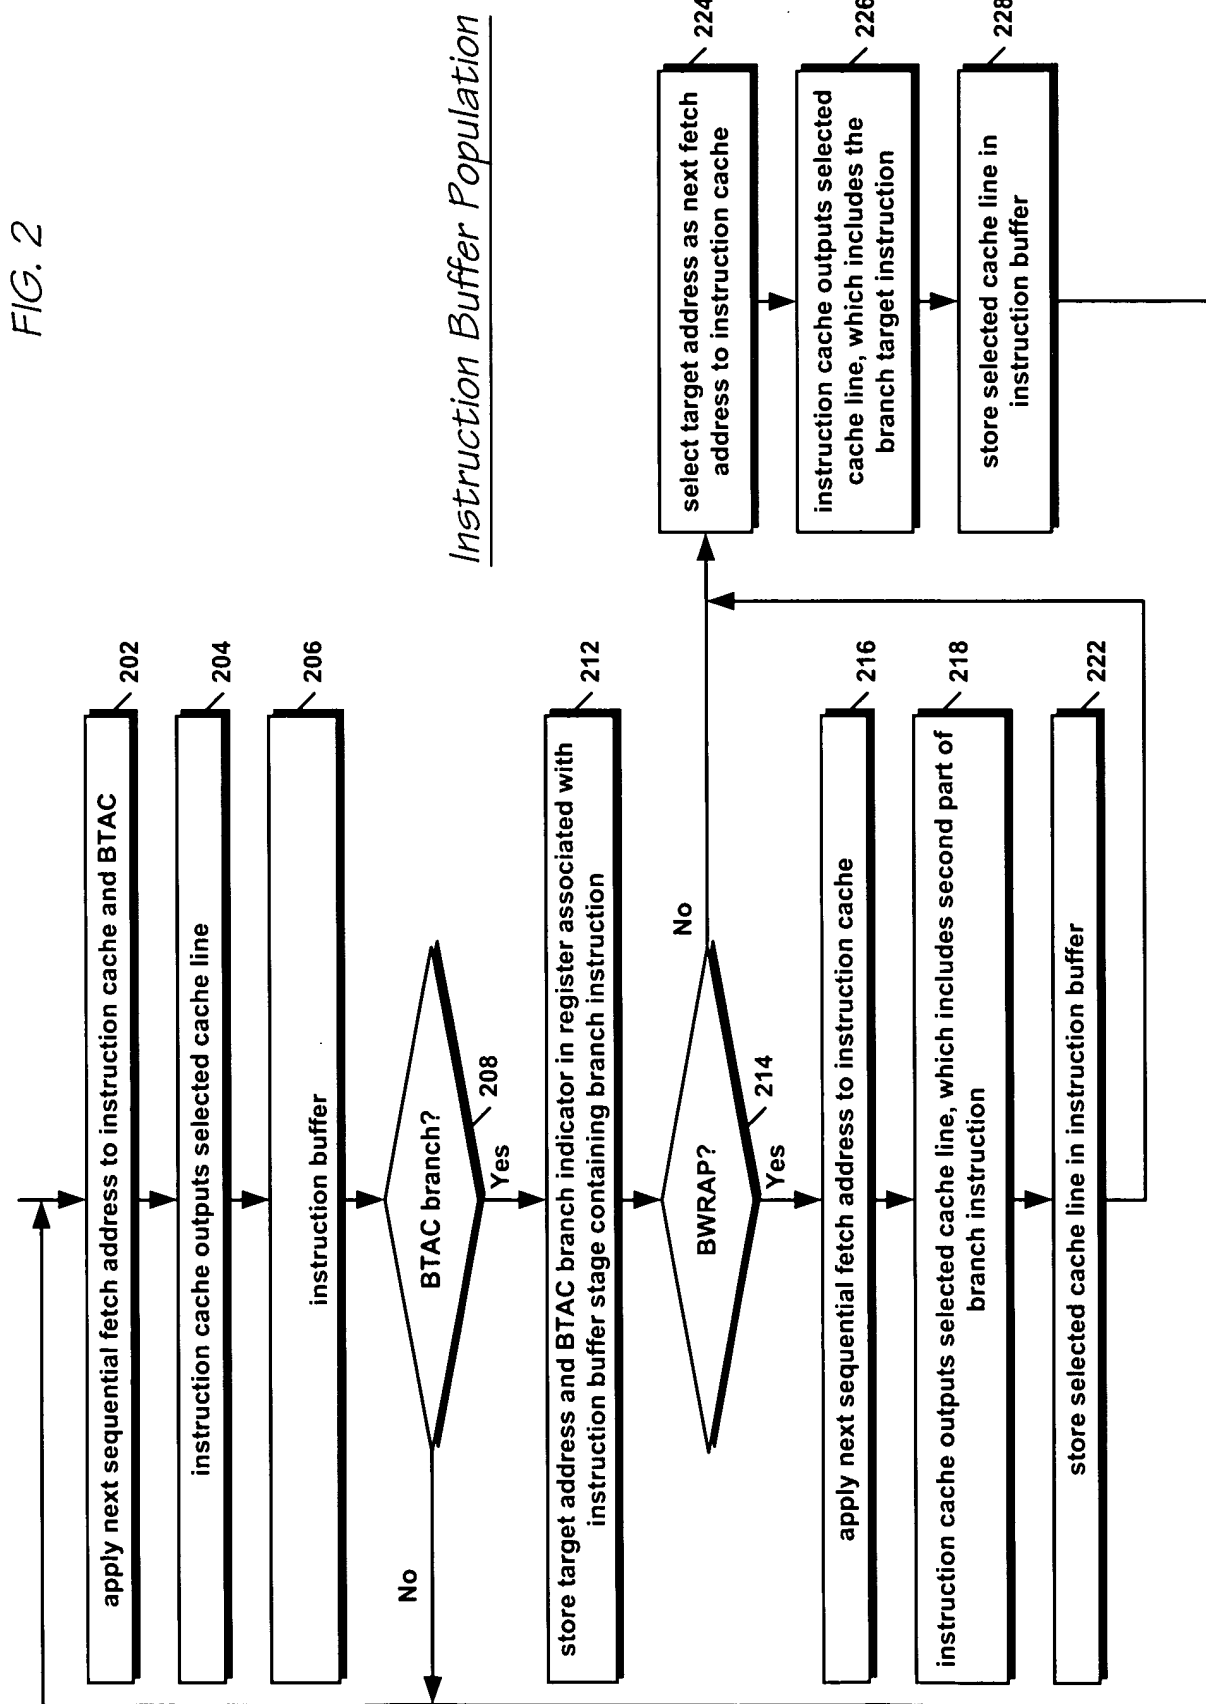 FIG. 2
Instruction Buffer Population
202
apply next sequential fetch address to instruction cache and BTAC
204
instruction cache outputs selected cache line
206
instruction buffer
BTAC branch?
208
No
Yes
212
store target address and BTAC branch indicator in register associated with
instruction buffer stage containing branch instruction
BWRAP?
214
No
Yes
216
apply next sequential fetch address to instruction cache
218
instruction cache outputs selected cache line, which includes second part of
branch instruction
222
store selected cache line in instruction buffer
224
select target address as next fetch
address to instruction cache
226
instruction cache outputs selected
cache line, which includes the
branch target instruction
228
store selected cache line in
instruction buffer